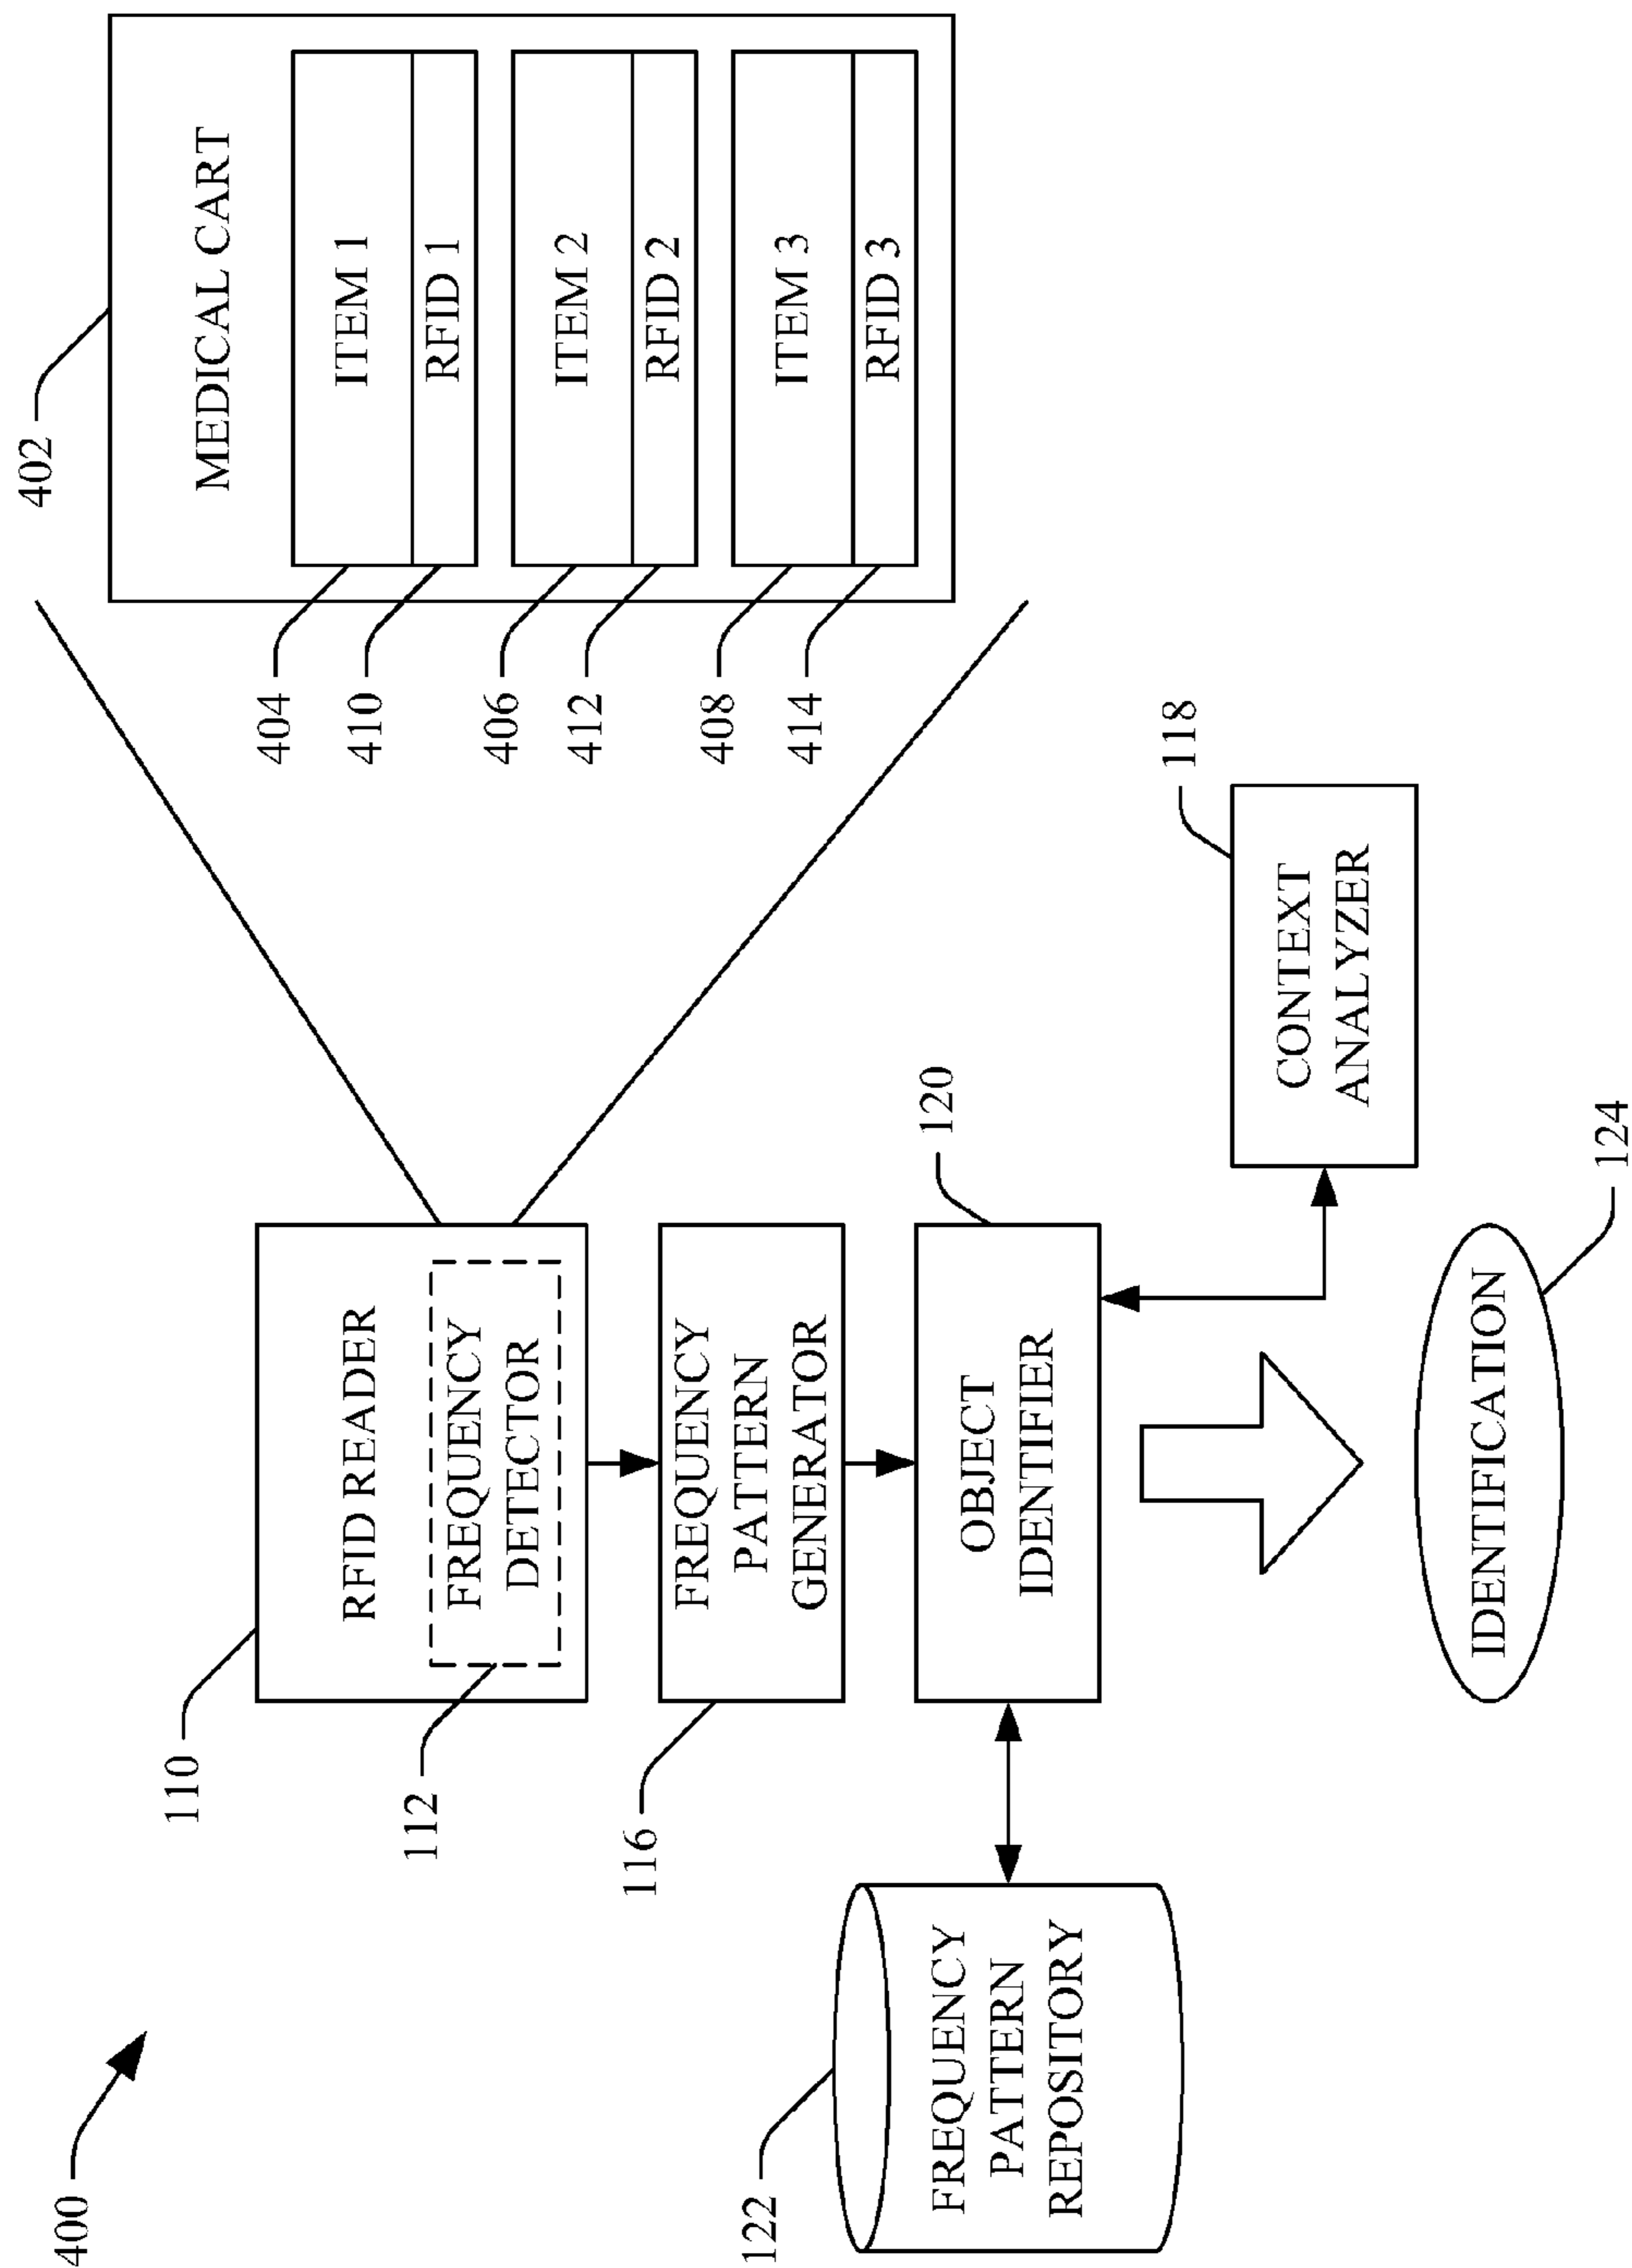 400
110
RFID READER
FREQUENCY
DETECTOR
112
116
FREQUENCY
PATTERN
GENERATOR
122
FREQUENCY
PATTERN
REPOSITORY
OBJECT
IDENTIFIER
120
118
CONTEXT
ANALYZER
IDENTIFICATION
124
402
MEDICAL CART
404
ITEM 1
410
RFID 1
406
ITEM 2
412
RFID 2
408
ITEM 3
414
RFID 3